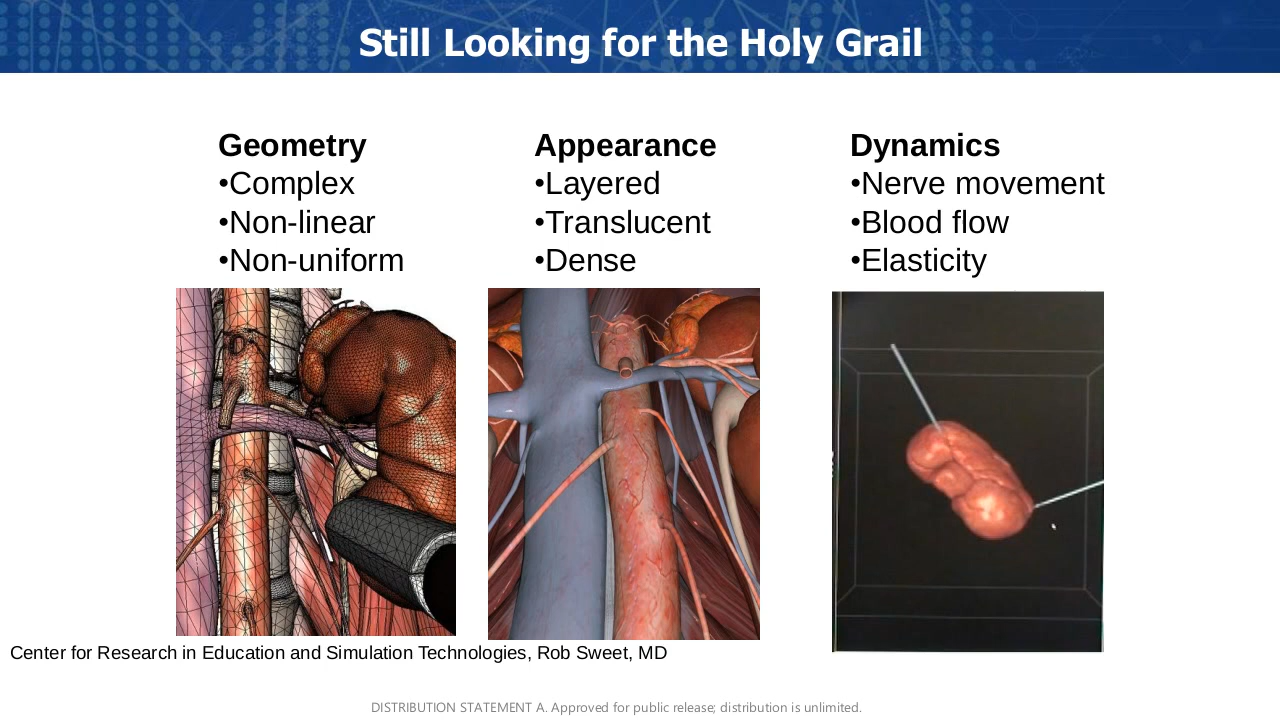 Still Looking for the Holy Grail
Geometry
•Complex
•Non-linear
•Non-uniform
Appearance
•Layered
•Translucent
•Dense
Dynamics
•Nerve movement
•Blood flow
•Elasticity
Center for Research in Education and Simulation Technologies, Rob Sweet, MD
DISTRIBUTION STATEMENT A. Approved for public release; distribution is unlimited.